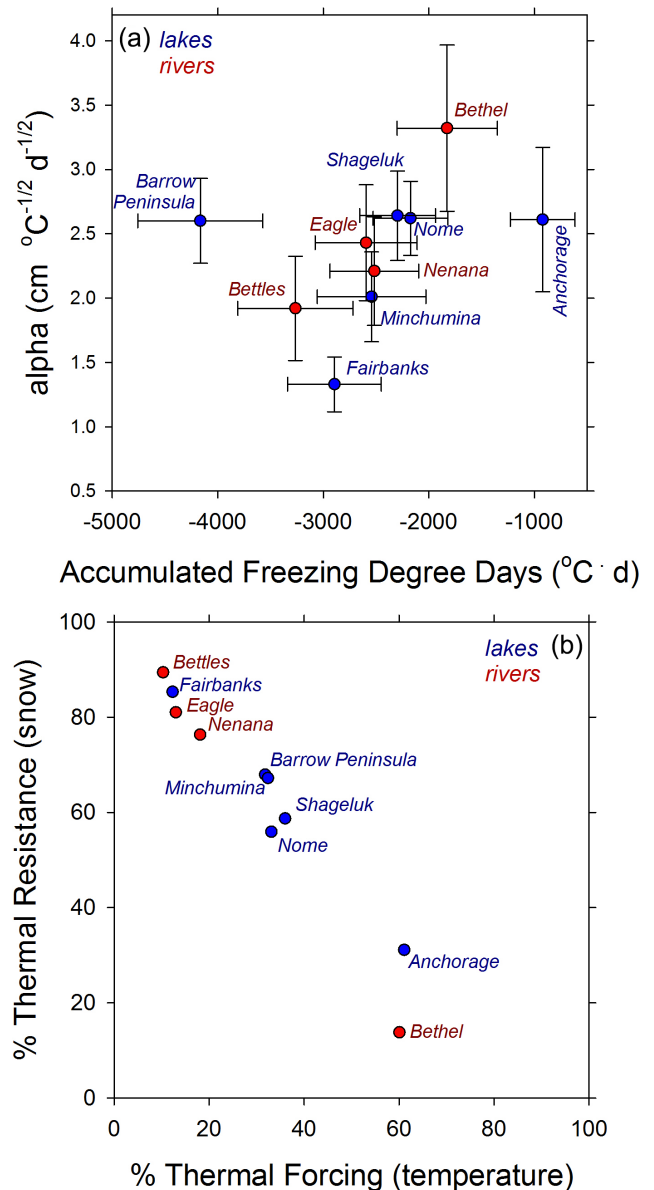 (a) lakes
rivers
4.0
3.5
3.0
2.5
2.0
1.5
1.0
0.5
alpha (cm °C-1/2 d-1/2)
Bethel
Shageluk
Barrow
Peninsula
Eagle
Nome
Anchorage
Nenana
Bettles
Minchumina
Fairbanks
-5000 -4000 -3000 -2000 -1000
Accumulated Freezing Degree Days (°C · d)
lakes (b)
rivers
100
80
60
40
20
0
% Thermal Resistance (snow)
Bettles
Fairbanks
Eagle
Nenana
Barrow Peninsula
Minchumina
Shageluk
Nome
Anchorage
Bethel
0 20 40 60 80 100
% Thermal Forcing (temperature)